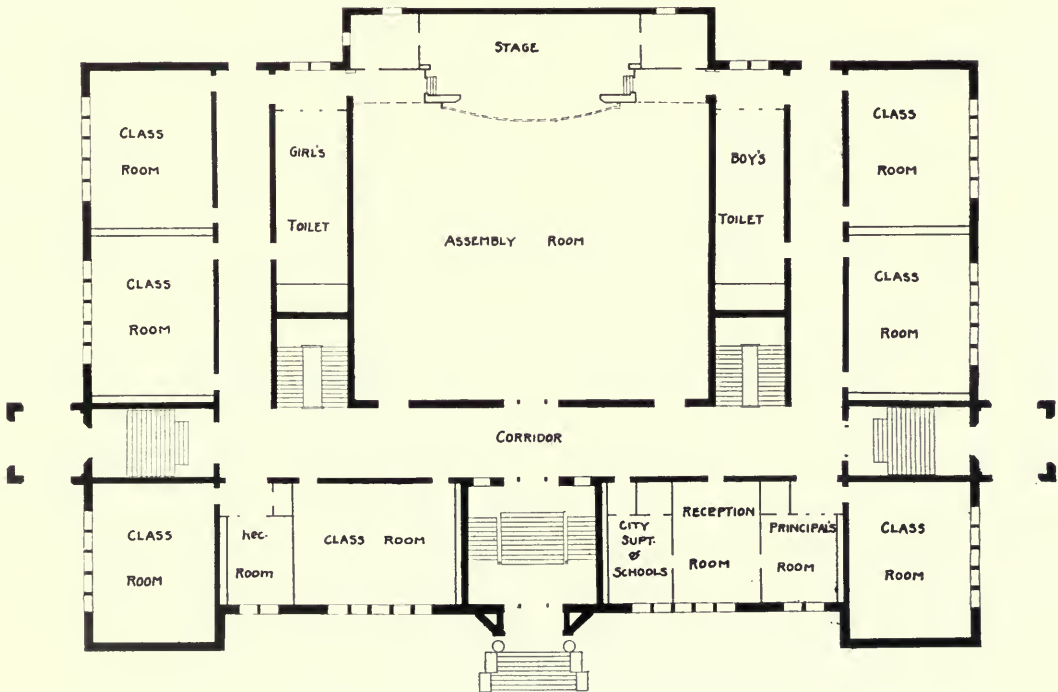 STAGE
CLASS
ROOM
GIRL'S
TOILET
BOY'S
TOILET
CLASS
ROOM
ASSEMBLY ROOM
CLASS
ROOM
CLASS
ROOM
CORRIDOR
CLASS
ROOM
Rec.
ROOM
CLASS ROOM
CITY
SUPT.
of
SCHOOLS
RECEPTION
ROOM
PRINCIPAL'S
ROOM
CLASS
ROOM